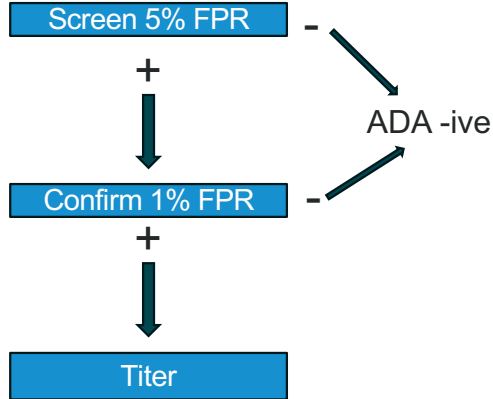 Screen 5% FPR
-
+
ADA -ive
Confirm 1% FPR
-
+
Titer